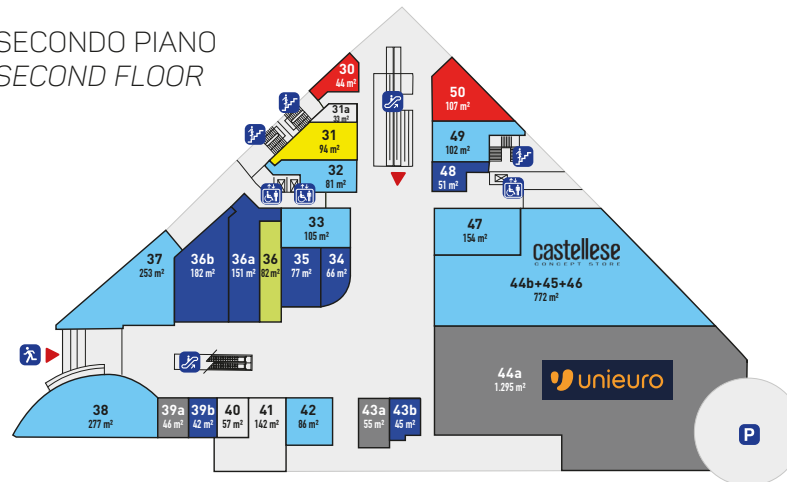 SECONDO PIANO
SECOND FLOOR
30
44 m²
50
107 m²
31a
33 m²
31
94 m²
49
102 m²
32
81 m²
48
51 m²
33
105 m²
47
154 m²
castellese
CONCEPT STORE
44b+45+46
772 m²
37
253 m²
36b
182 m²
36a
151 m²
36
82 m²
35
77 m²
34
66 m²
44a
1.295 m²
unieuro
38
277 m²
39a
46 m²
39b
42 m²
40
57 m²
41
142 m²
42
86 m²
43a
55 m²
43b
45 m²
P